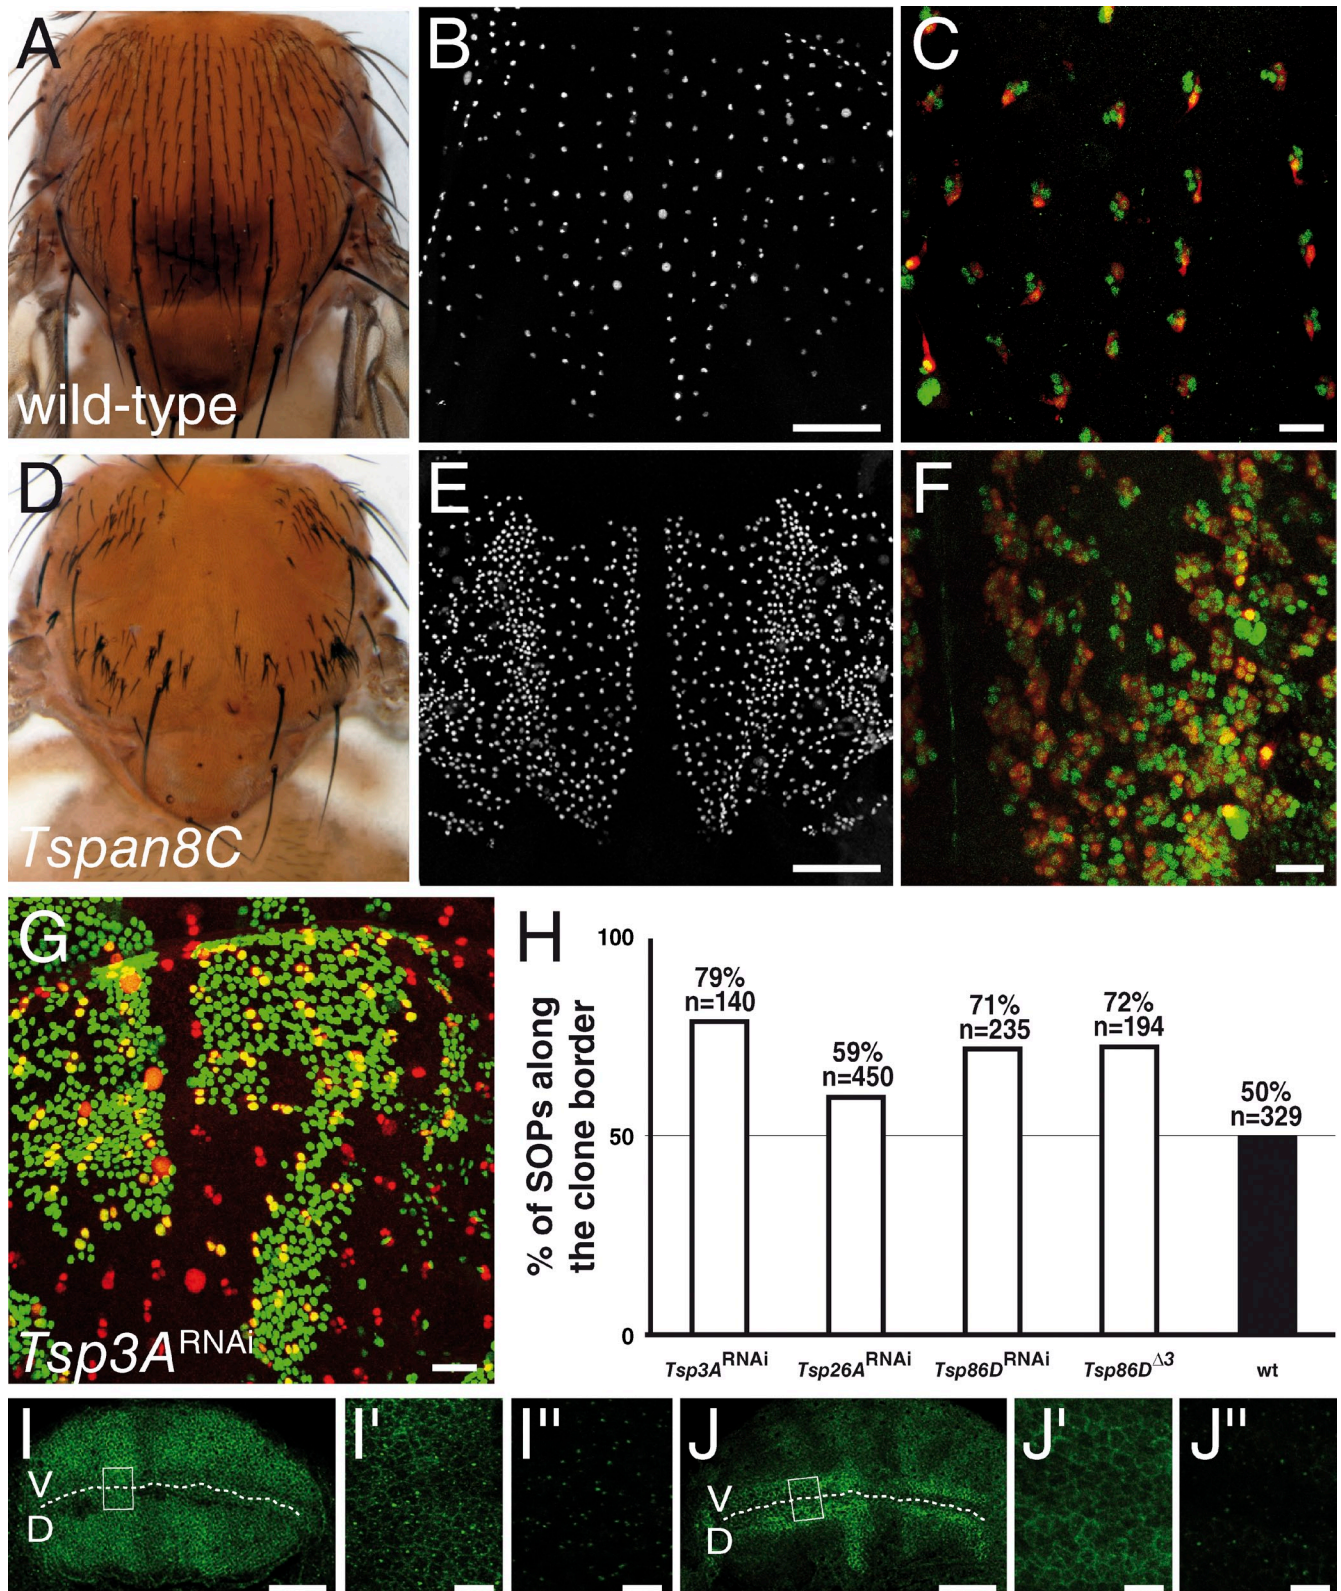 A
wild-type
B
C
D
Tspan8C
E
F
G
Tsp3A^RNAi
H
% of SOPs along
the clone border
100
50
0
79%
n=140
59%
n=450
71%
n=235
72%
n=194
50%
n=329
Tsp3A^RNAi
Tsp26A^RNAi
Tsp86D^RNAi
Tsp86D^Δ3
wt
I
V
D
I'
I"
J
V
D
J'
J"